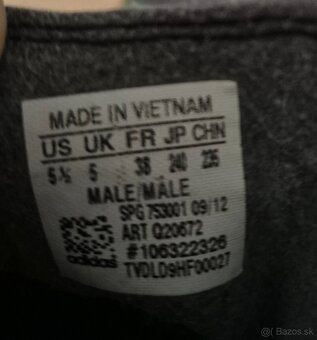 MADE IN VIETNAM
US UK FR JP CHN
5½ 5 38 240 235
MALE/MÂLE
SPG 753001 09/12
ART Q20672
#106322326
adidas TVDLD9HF00027
Bazos.sk